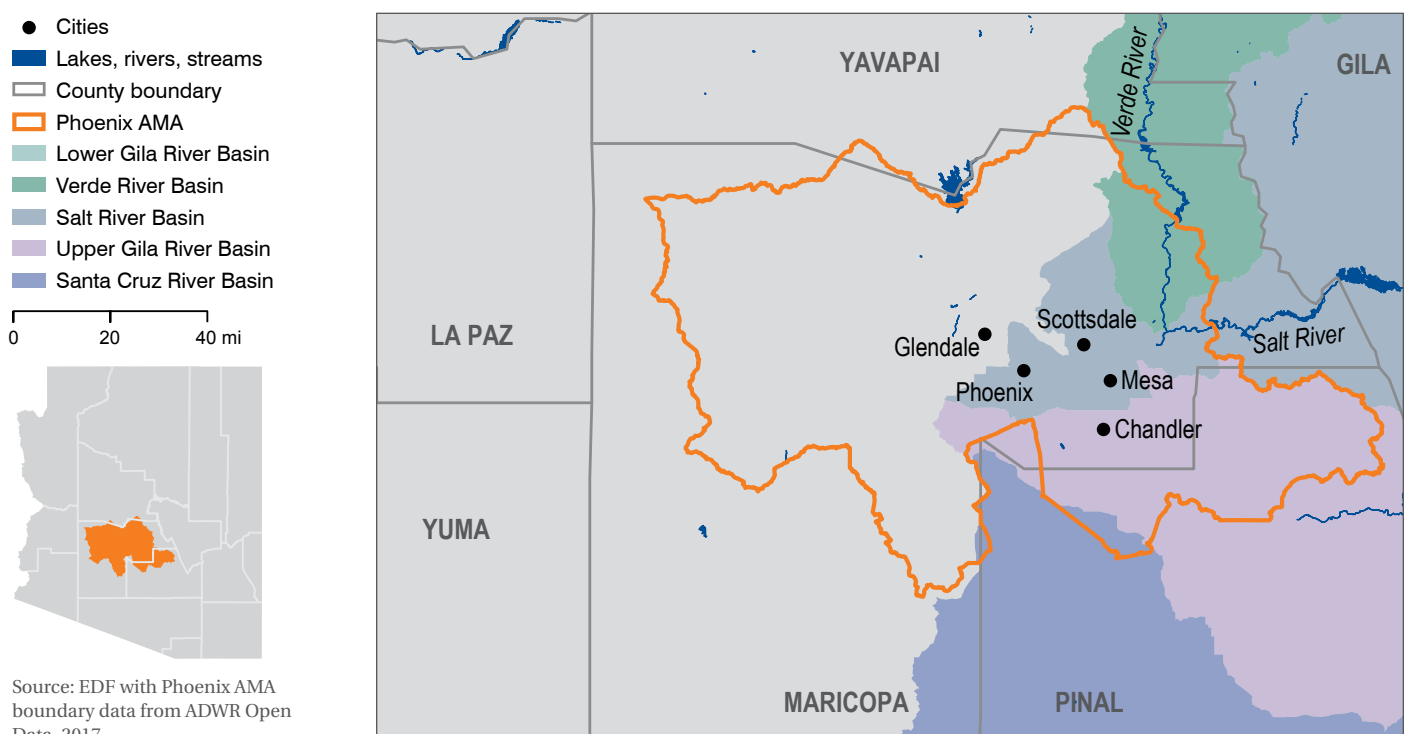 Cities
Lakes, rivers, streams
County boundary
Phoenix AMA
Lower Gila River Basin
Verde River Basin
Salt River Basin
Upper Gila River Basin
Santa Cruz River Basin
0 20 40 mi
Source: EDF with Phoenix AMA
boundary data from ADWR Open
Data, 2017
YAVAPAI
Verde River
GILA
LA PAZ
Scottsdale
Glendale
Salt River
Phoenix
Mesa
Chandler
YUMA
MARICOPA
PINAL